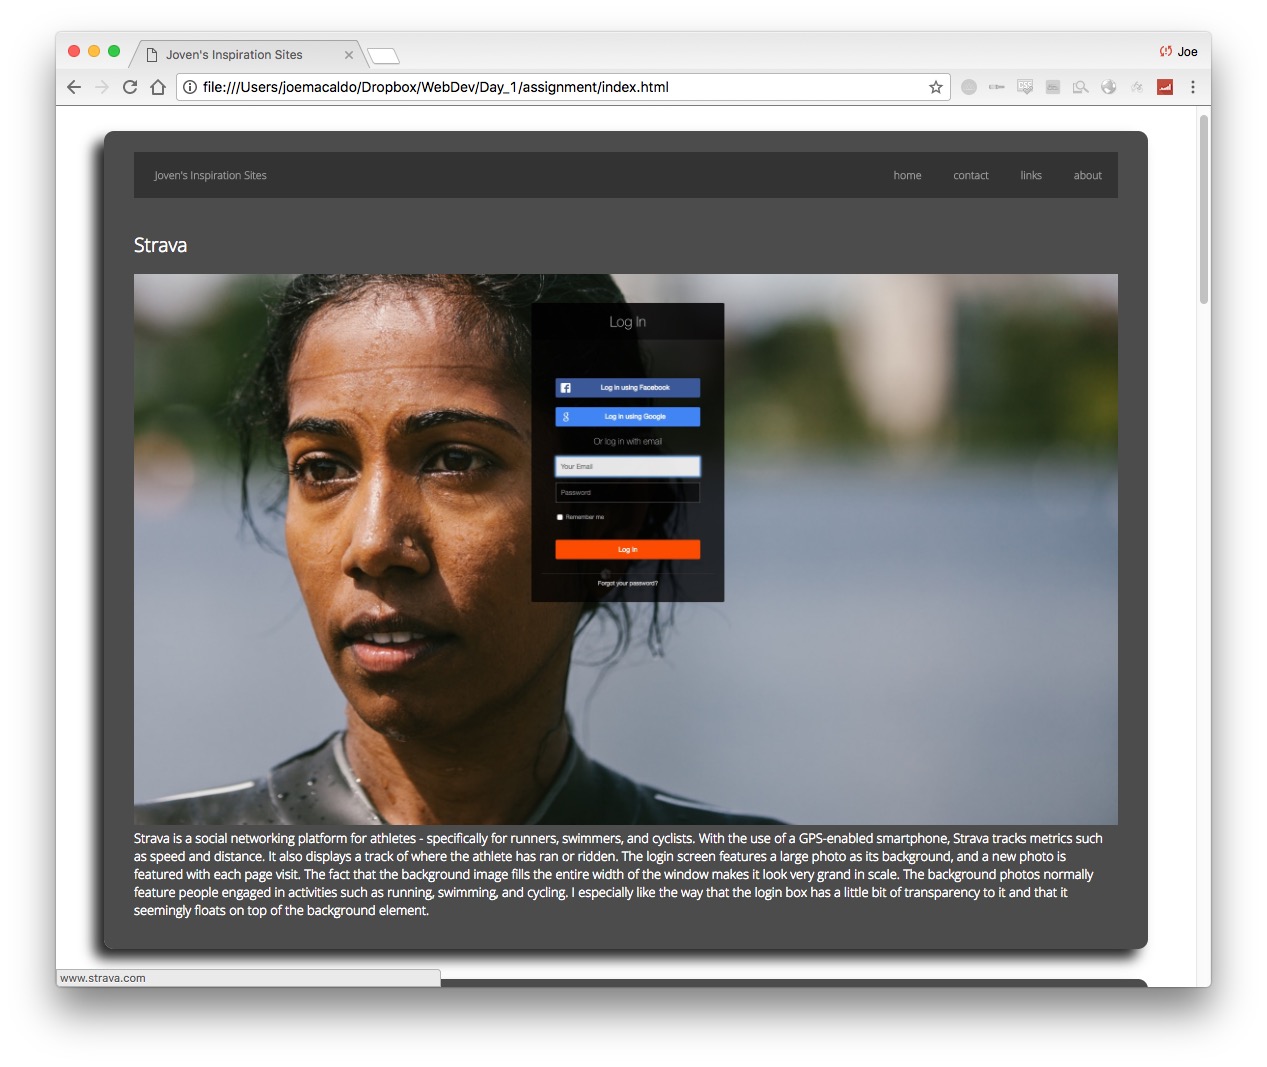 Joven's Inspiration Sites
Joe
file:///Users/joemacaldo/Dropbox/WebDev/Day_1/assignment/index.html
Joven's Inspiration Sites home contact links about
Strava
Log In
Log in using Facebook
Log in using Google
Or log in with email
Your Email
Password
Remember me
Log In
Forgot your password?
Strava is a social networking platform for athletes - specifically for runners, swimmers, and cyclists. With the use of a GPS-enabled smartphone, Strava tracks metrics such
as speed and distance. It also displays a track of where the athlete has ran or ridden. The login screen features a large photo as its background, and a new photo is
featured with each page visit. The fact that the background image fills the entire width of the window makes it look very grand in scale. The background photos normally
feature people engaged in activities such as running, swimming, and cycling. I especially like the way that the login box has a little bit of transparency to it and that it
seemingly floats on top of the background element.
www.strava.com